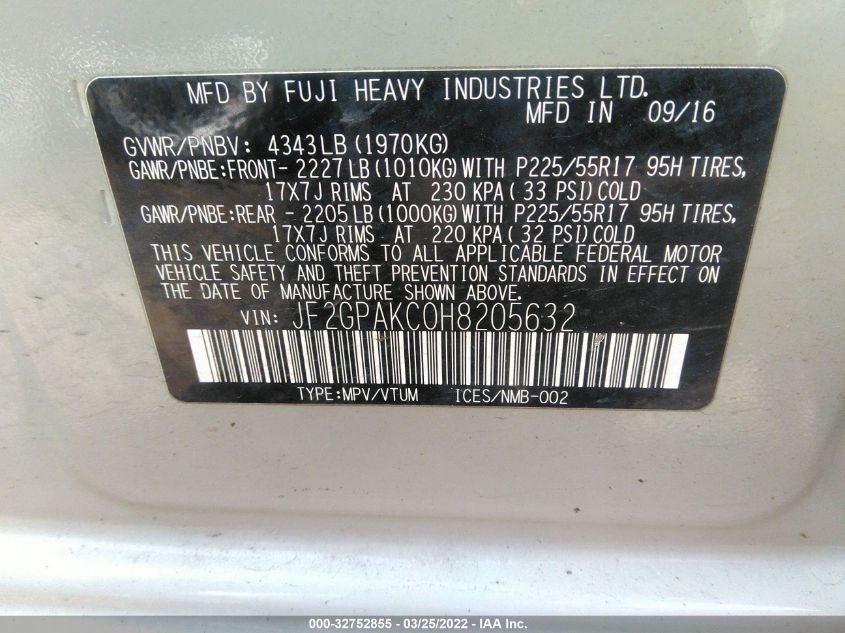 MFD BY FUJI HEAVY INDUSTRIES LTD.
MFD IN 09/16
GVWR/PNBV: 4343LB (1970KG)
GAWR/PNBE:FRONT- 2227 LB (1010KG) WITH P225/55R17 95H TIRES,
17X7J RIMS AT 230 KPA ( 33 PSI) COLD
GAWR/PNBE:REAR - 2205 LB (1000KG) WITH P225/55R17 95H TIRES,
17X7J RIMS AT 220 KPA ( 32 PSI) COLD
THIS VEHICLE CONFORMS TO ALL APPLICABLE FEDERAL MOTOR
VEHICLE SAFETY AND THEFT PREVENTION STANDARDS IN EFFECT ON
THE DATE OF MANUFACTURE SHOWN ABOVE.
VIN: JF2GPAKC0H8205632
TYPE:MPV/VTUM ICES/NMB-002
000-32752855 - 03/25/2022 - IAA Inc.